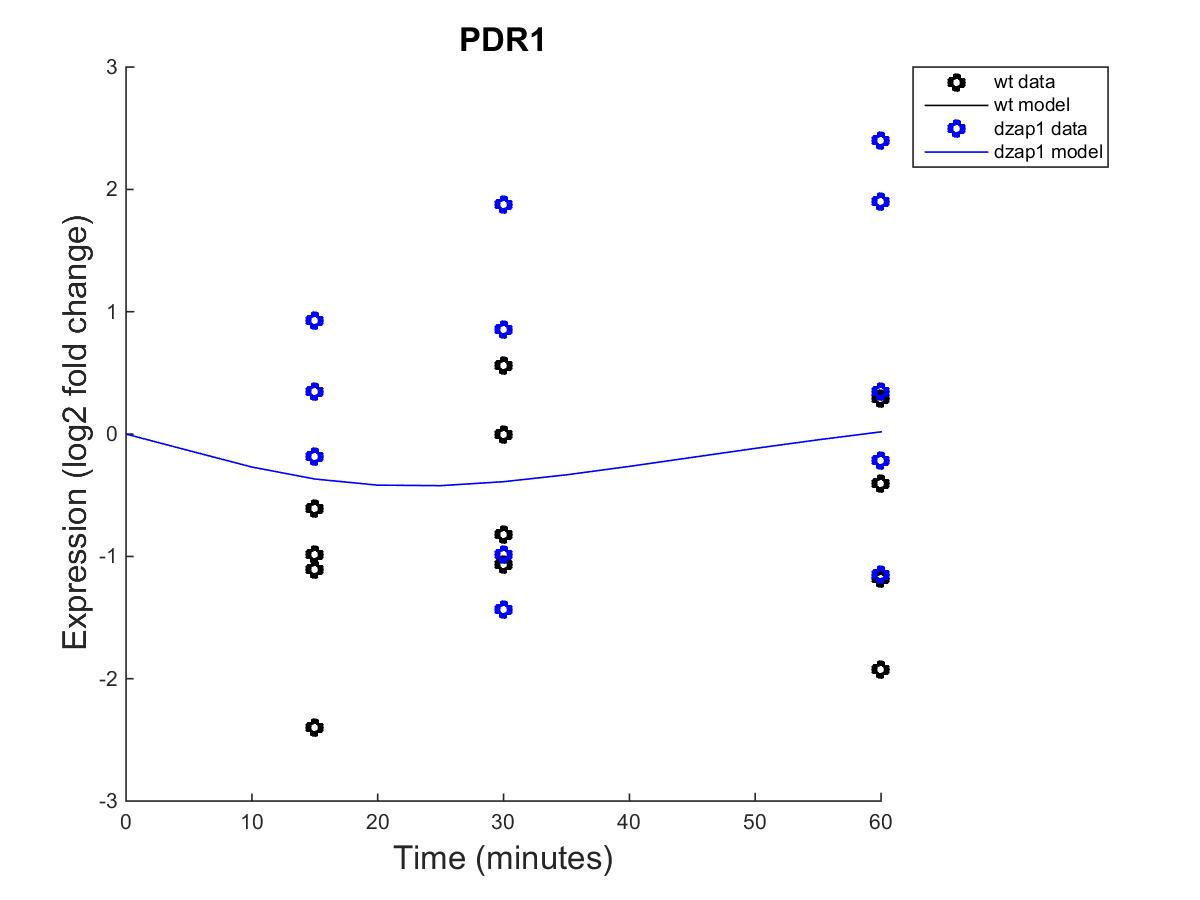 PDR1
wt data
wt model
dzap1 data
dzap1 model
3
2
1
0
-1
-2
-3
Expression (log2 fold change)
0 10 20 30 40 50 60
Time (minutes)